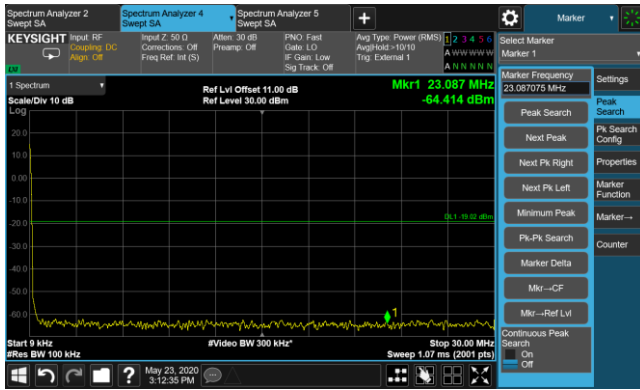 Spectrum Analyzer 2
Swept SA
Spectrum Analyzer 4
Swept SA
Spectrum Analyzer 5
Swept SA
Marker
KEYSIGHT
Input: RF
Coupling: DC
Align: Off
Input Z: 50 Ω
Corrections: Off
Freq Ref: Int (S)
Atten: 30 dB
Preamp: Off
PNO: Fast
Gate: LO
IF Gain: Low
Sig Track: Off
Avg Type: Power (RMS)
Avg|Hold:>10/10
Trig: External 1
1 2 3 4 5 6
A W W W W W
A N N N N N
Select Marker
Marker 1
1 Spectrum
Scale/Div 10 dB
Log
Ref Lvl Offset 11.00 dB
Ref Level 30.00 dBm
Mkr1 23.087 MHz
-64.414 dBm
20.0
10.0
0.00
-10.0
-20.0
-30.0
-40.0
-50.0
-60.0
DL1 -19.02 dBm
1
Start 9 kHz
#Res BW 100 kHz
#Video BW 300 kHz*
Stop 30.00 MHz
Sweep 1.07 ms (2001 pts)
Marker Frequency
23.087075 MHz
Peak Search
Next Peak
Next Pk Right
Next Pk Left
Minimum Peak
Pk-Pk Search
Marker Delta
Mkr→CF
Mkr→Ref Lvl
Continuous Peak
Search
On
Off
Settings
Peak
Search
Pk Search
Config
Properties
Marker
Function
Marker→
Counter
?
May 23, 2020
3:12:35 PM